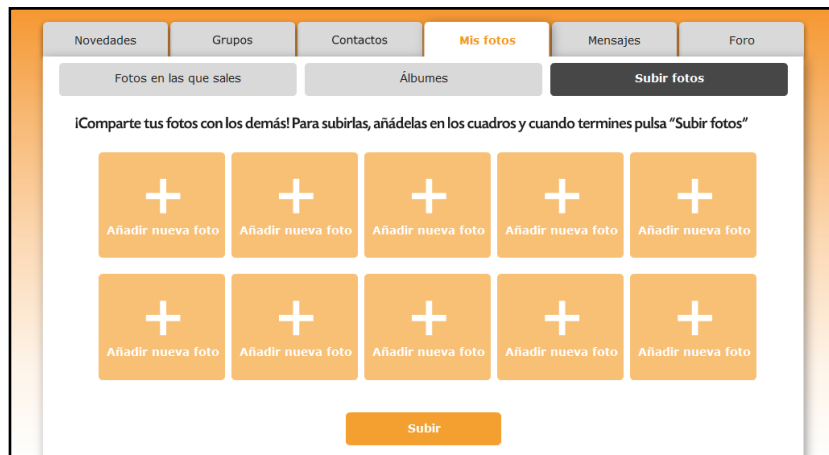 Novedades Grupos Contactos Mis fotos Mensajes Foro
Fotos en las que sales Álbumes Subir fotos
¡Comparte tus fotos con los demás! Para subirlas, añádelas en los cuadros y cuando termines pulsa "Subir fotos"
Añadir nueva foto Añadir nueva foto Añadir nueva foto Añadir nueva foto Añadir nueva foto
Añadir nueva foto Añadir nueva foto Añadir nueva foto Añadir nueva foto Añadir nueva foto
Subir